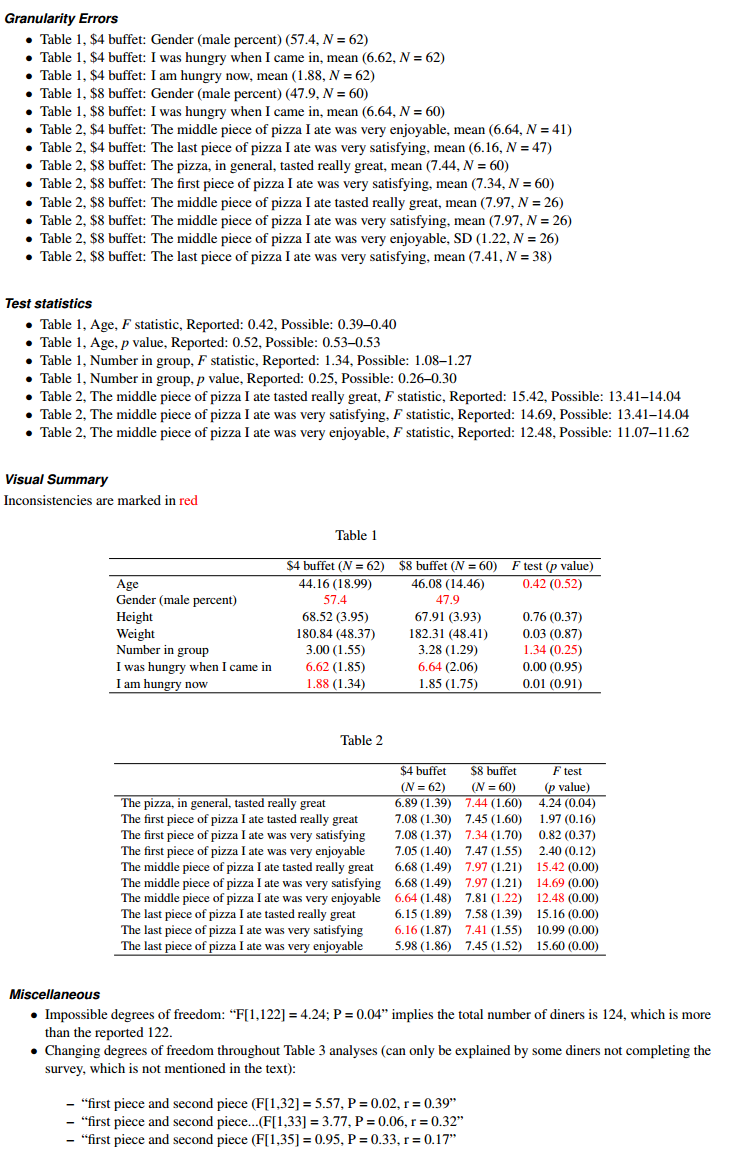 Granularity Errors
• Table 1, $4 buffet: Gender (male percent) (57.4, N = 62)
• Table 1, $4 buffet: I was hungry when I came in, mean (6.62, N = 62)
• Table 1, $4 buffet: I am hungry now, mean (1.88, N = 62)
• Table 1, $8 buffet: Gender (male percent) (47.9, N = 60)
• Table 1, $8 buffet: I was hungry when I came in, mean (6.64, N = 60)
• Table 2, $4 buffet: The middle piece of pizza I ate was very enjoyable, mean (6.64, N = 41)
• Table 2, $4 buffet: The last piece of pizza I ate was very satisfying, mean (6.16, N = 47)
• Table 2, $8 buffet: The pizza, in general, tasted really great, mean (7.44, N = 60)
• Table 2, $8 buffet: The first piece of pizza I ate was very satisfying, mean (7.34, N = 60)
• Table 2, $8 buffet: The middle piece of pizza I ate tasted really great, mean (7.97, N = 26)
• Table 2, $8 buffet: The middle piece of pizza I ate was very satisfying, mean (7.97, N = 26)
• Table 2, $8 buffet: The middle piece of pizza I ate was very enjoyable, SD (1.22, N = 26)
• Table 2, $8 buffet: The last piece of pizza I ate was very satisfying, mean (7.41, N = 38)
Test statistics
• Table 1, Age, F statistic, Reported: 0.42, Possible: 0.39–0.40
• Table 1, Age, p value, Reported: 0.52, Possible: 0.53–0.53
• Table 1, Number in group, F statistic, Reported: 1.34, Possible: 1.08–1.27
• Table 1, Number in group, p value, Reported: 0.25, Possible: 0.26–0.30
• Table 2, The middle piece of pizza I ate tasted really great, F statistic, Reported: 15.42, Possible: 13.41–14.04
• Table 2, The middle piece of pizza I ate was very satisfying, F statistic, Reported: 14.69, Possible: 13.41–14.04
• Table 2, The middle piece of pizza I ate was very enjoyable, F statistic, Reported: 12.48, Possible: 11.07–11.62
Visual Summary
Inconsistencies are marked in red
Table 1
$4 buffet (N = 62) $8 buffet (N = 60) F test (p value)
Age 44.16 (18.99) 46.08 (14.46) 0.42 (0.52)
Gender (male percent) 57.4 47.9
Height 68.52 (3.95) 67.91 (3.93) 0.76 (0.37)
Weight 180.84 (48.37) 182.31 (48.41) 0.03 (0.87)
Number in group 3.00 (1.55) 3.28 (1.29) 1.34 (0.25)
I was hungry when I came in 6.62 (1.85) 6.64 (2.06) 0.00 (0.95)
I am hungry now 1.88 (1.34) 1.85 (1.75) 0.01 (0.91)
Table 2
$4 buffet $8 buffet F test
(N = 62) (N = 60) (p value)
The pizza, in general, tasted really great 6.89 (1.39) 7.44 (1.60) 4.24 (0.04)
The first piece of pizza I ate tasted really great 7.08 (1.30) 7.45 (1.60) 1.97 (0.16)
The first piece of pizza I ate was very satisfying 7.08 (1.37) 7.34 (1.70) 0.82 (0.37)
The first piece of pizza I ate was very enjoyable 7.05 (1.40) 7.47 (1.55) 2.40 (0.12)
The middle piece of pizza I ate tasted really great 6.68 (1.49) 7.97 (1.21) 15.42 (0.00)
The middle piece of pizza I ate was very satisfying 6.68 (1.49) 7.97 (1.21) 14.69 (0.00)
The middle piece of pizza I ate was very enjoyable 6.64 (1.48) 7.81 (1.22) 12.48 (0.00)
The last piece of pizza I ate tasted really great 6.15 (1.89) 7.58 (1.39) 15.16 (0.00)
The last piece of pizza I ate was very satisfying 6.16 (1.87) 7.41 (1.55) 10.99 (0.00)
The last piece of pizza I ate was very enjoyable 5.98 (1.86) 7.45 (1.52) 15.60 (0.00)
Miscellaneous
• Impossible degrees of freedom: “F[1,122] = 4.24; P = 0.04” implies the total number of diners is 124, which is more
than the reported 122.
• Changing degrees of freedom throughout Table 3 analyses (can only be explained by some diners not completing the
survey, which is not mentioned in the text):
– “first piece and second piece (F[1,32] = 5.57, P = 0.02, r = 0.39”
– “first piece and second piece...(F[1,33] = 3.77, P = 0.06, r = 0.32”
– “first piece and second piece (F[1,35] = 0.95, P = 0.33, r = 0.17”